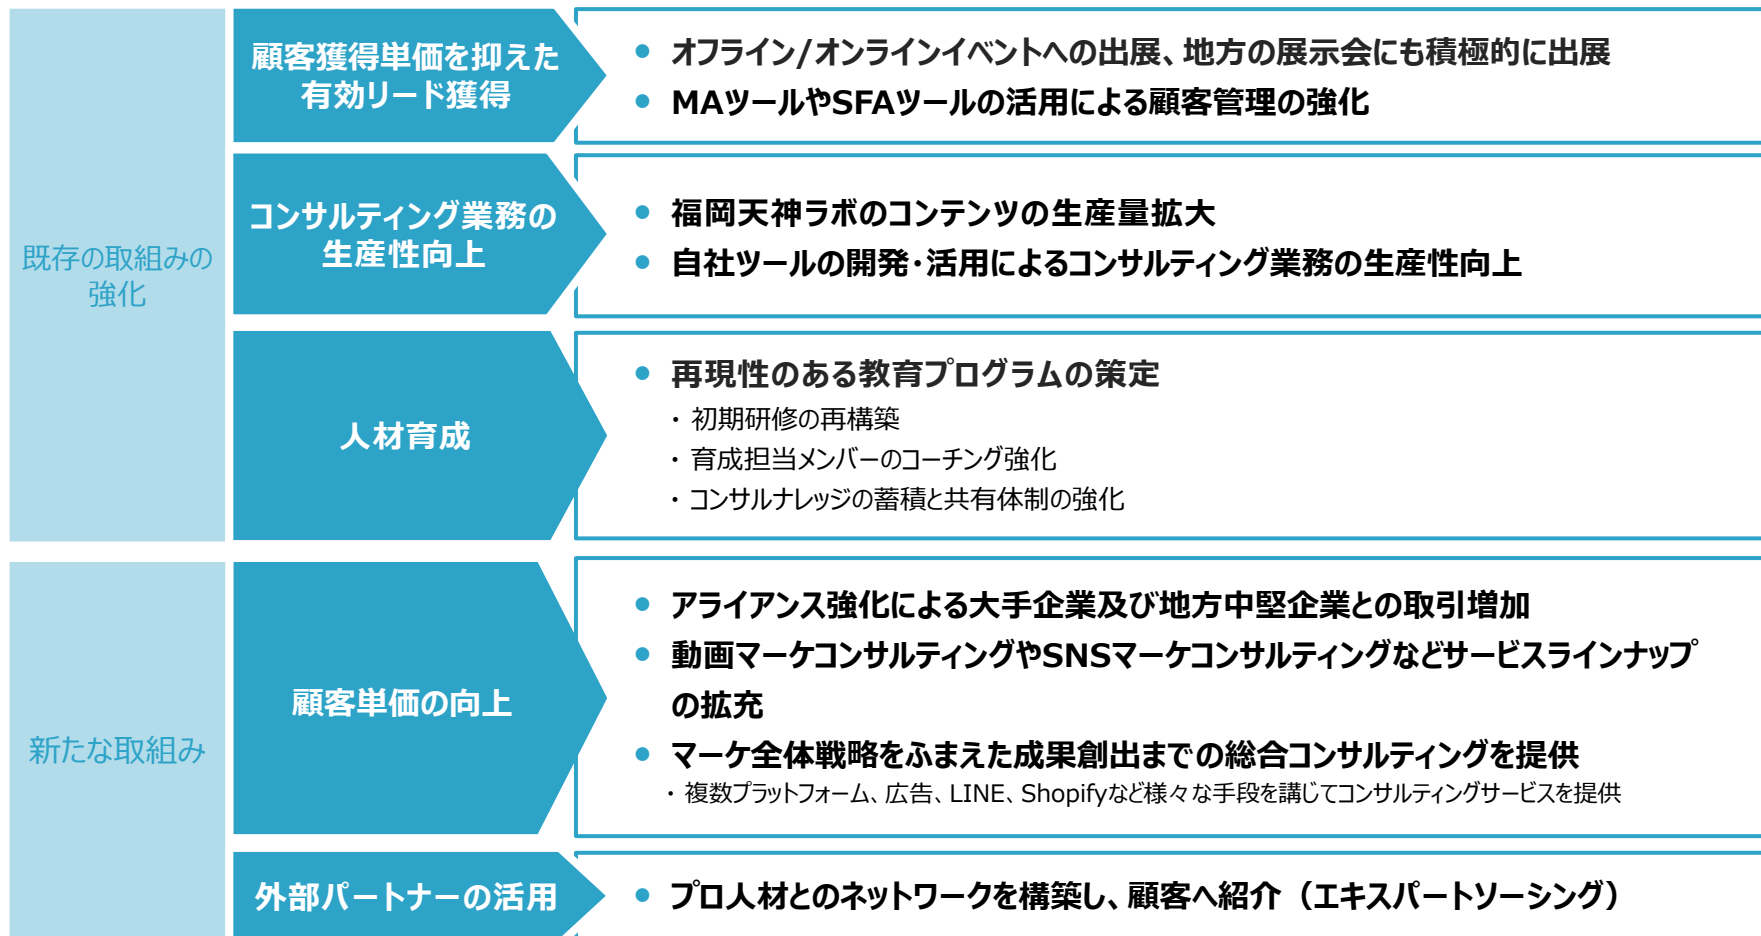 既存の取組みの
強化
顧客獲得単価を抑えた
有効リード獲得
● オフライン/オンラインイベントへの出展、地方の展示会にも積極的に出展
● MAツールやSFAツールの活用による顧客管理の強化
コンサルティング業務の
生産性向上
● 福岡天神ラボのコンテンツの生産量拡大
● 自社ツールの開発・活用によるコンサルティング業務の生産性向上
人材育成
● 再現性のある教育プログラムの策定
・ 初期研修の再構築
・ 育成担当メンバーのコーチング強化
・ コンサルナレッジの蓄積と共有体制の強化
新たな取組み
顧客単価の向上
● アライアンス強化による大手企業及び地方中堅企業との取引増加
● 動画マーケコンサルティングやSNSマーケコンサルティングなどサービスラインナップ
の拡充
● マーケ全体戦略をふまえた成果創出までの総合コンサルティングを提供
・ 複数プラットフォーム、広告、LINE、Shopifyなど様々な手段を講じてコンサルティングサービスを提供
外部パートナーの活用
● プロ人材とのネットワークを構築し、顧客へ紹介（エキスパートソーシング）